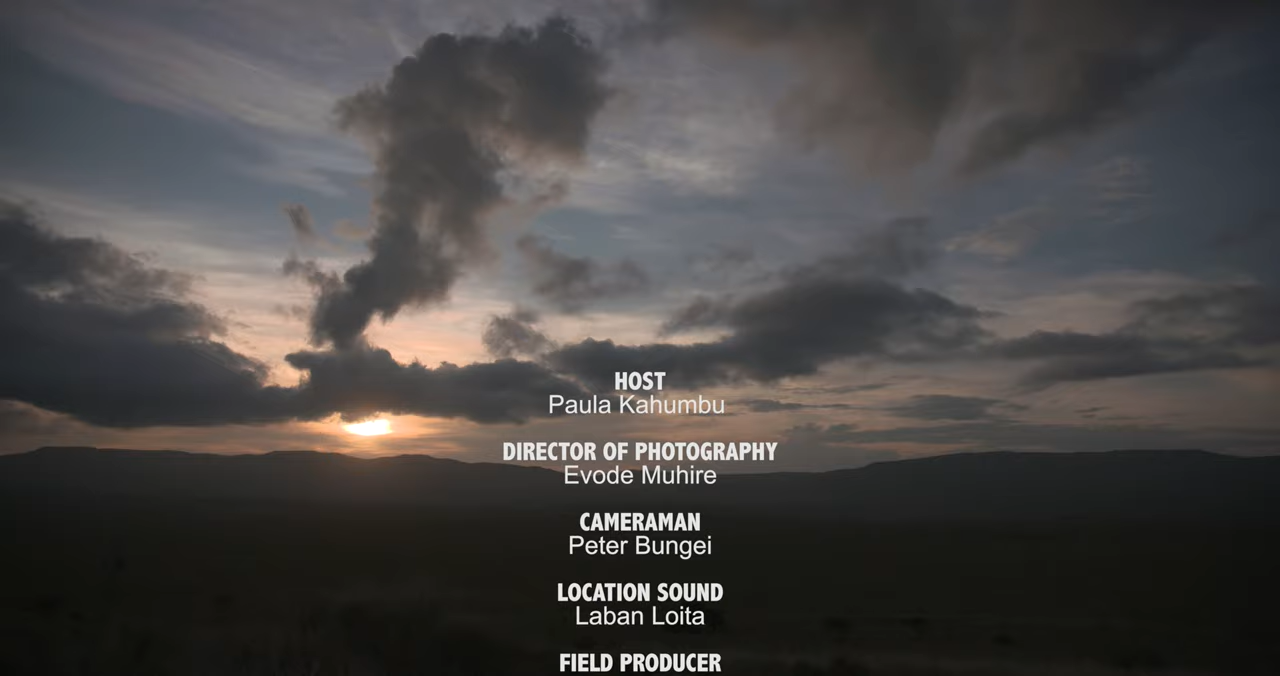 HOST
Paula Kahumbu
DIRECTOR OF PHOTOGRAPHY
Evode Muhire
CAMERAMAN
Peter Bungei
LOCATION SOUND
Laban Loita
FIELD PRODUCER